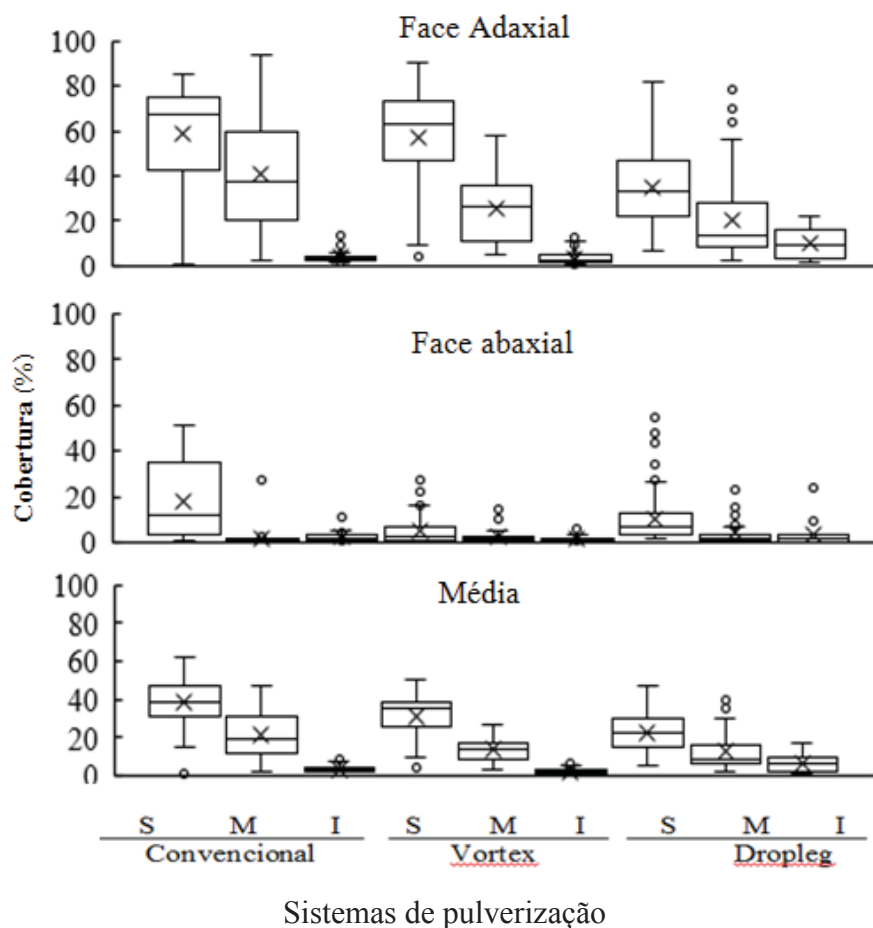 Face Adaxial
100
80
60
40
20
0
Face abaxial
100
80
60
40
20
0
Cobertura (%)
Média
100
80
60
40
20
0
S M I S M I S M I
Convencional Vortex Dropleg
Sistemas de pulverização